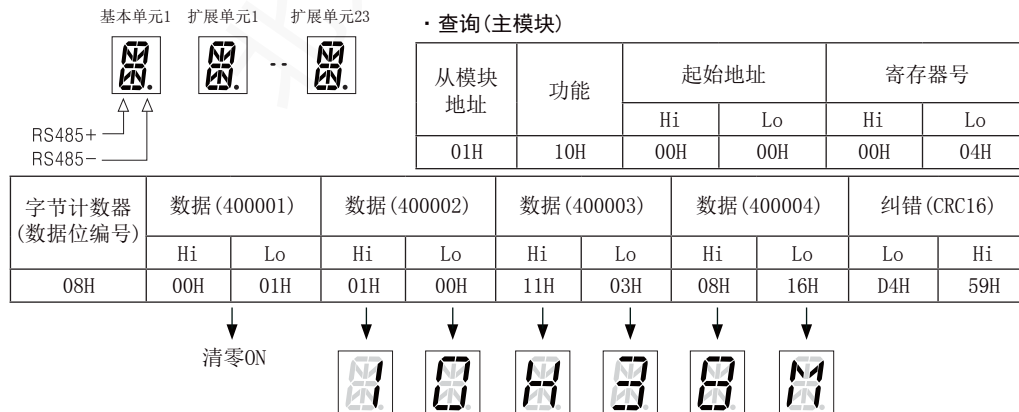 基本单元1 扩展单元1 扩展单元23
RS485+
RS485-
·查询(主模块)
从模块地址 功能 起始地址 寄存器号
Hi Lo Hi Lo
01H 10H 00H 00H 00H 04H
字节计数器(数据位编号) 数据(400001) 数据(400002) 数据(400003) 数据(400004) 纠错(CRC16)
Hi Lo Hi Lo Hi Lo Hi Lo Lo Hi
08H 00H 01H 01H 00H 11H 03H 08H 16H D4H 59H
清零ON
1 0 H 3 8 M